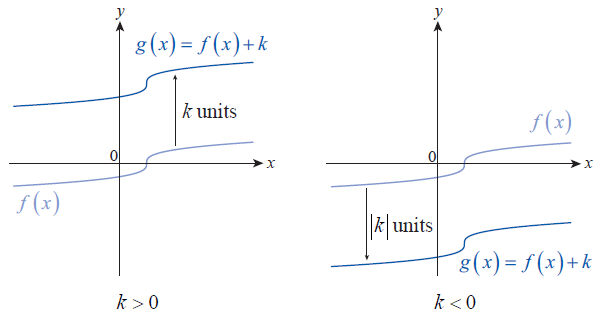 y
g(x) = f(x)+k
k units
0
x
f(x)
k > 0
y
f(x)
0
x
|k| units
g(x) = f(x)+k
k < 0